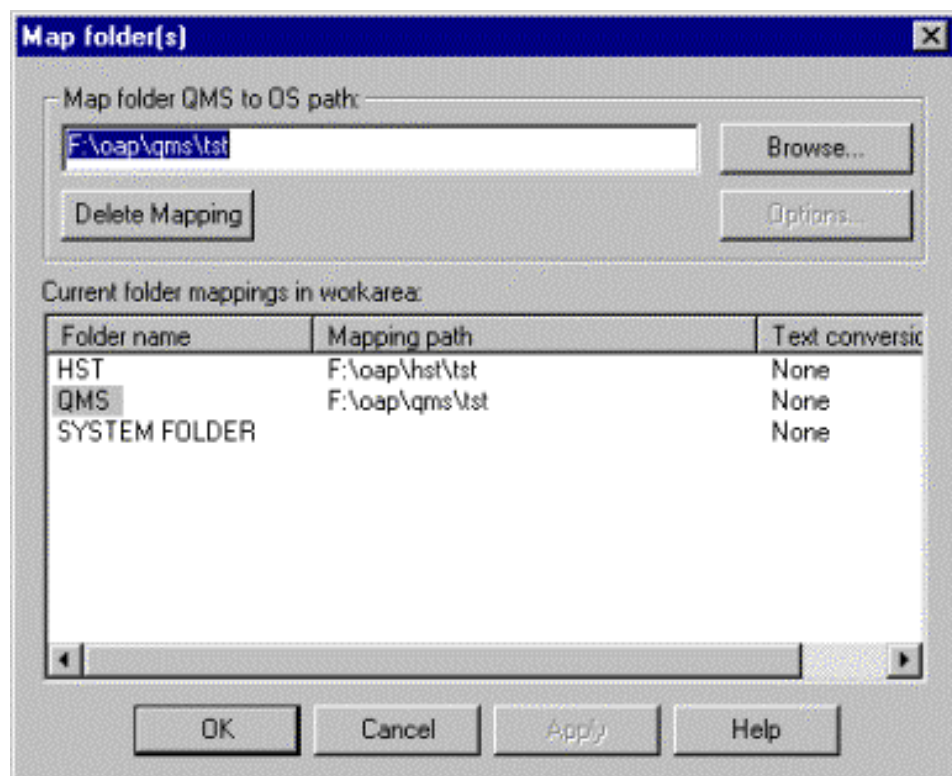 Map folder(s)
Map folder QMS to OS path:
F:\oap\qms\tst
Browse...
Delete Mapping
Options...
Current folder mappings in workarea:
Folder name Mapping path Text conversic
HST F:\oap\hst\tst None
QMS F:\oap\qms\tst None
SYSTEM FOLDER None
OK Cancel Apply Help